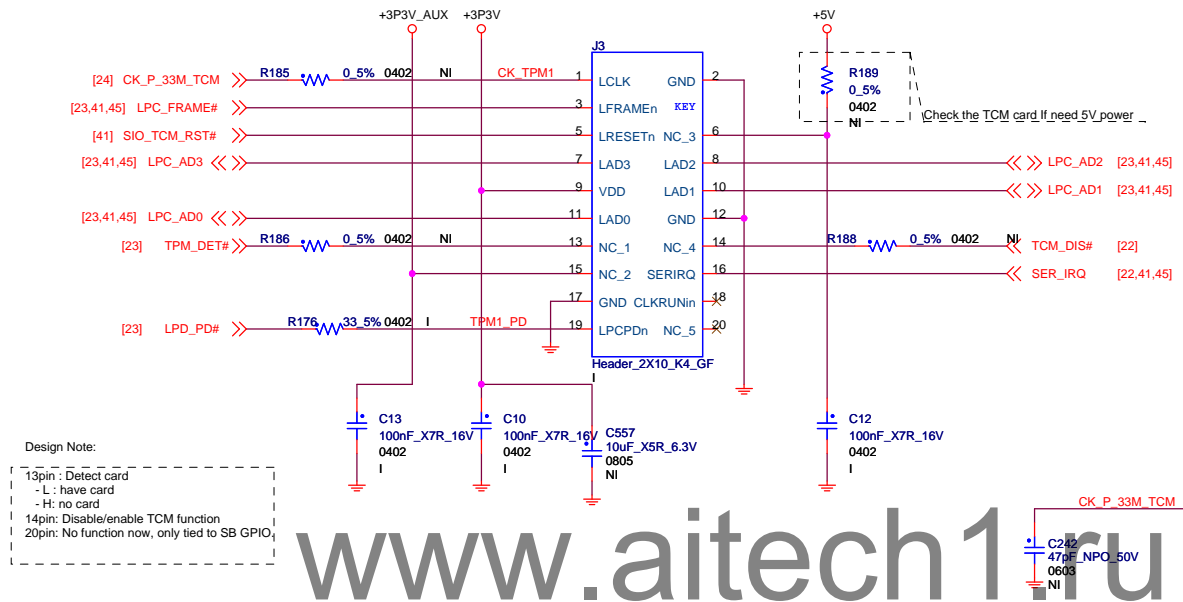 +3P3V_AUX +3P3V +5V
J3
[24] CK_P_33M_TCM R185 0_5% 0402 NI CK_TPM1 1 LCLK GND 2
R189
0_5%
0402
NI
[23,41,45] LPC_FRAME# 3 LFRAMEn KEY
Check the TCM card If need 5V power
[41] SIO_TCM_RST# 5 LRESETn NC_3 6
[23,41,45] LPC_AD3 7 LAD3 LAD2 8 LPC_AD2 [23,41,45]
9 VDD LAD1 10 LPC_AD1 [23,41,45]
[23,41,45] LPC_AD0 11 LAD0 GND 12
[23] TPM_DET# R186 0_5% 0402 NI 13 NC_1 NC_4 14 R188 0_5% 0402 NI TCM_DIS# [22]
15 NC_2 SERIRQ 16 SER_IRQ [22,41,45]
17 GND CLKRUNin 18
[23] LPD_PD# R176 33_5% 0402 I TPM1_PD 19 LPCPDn NC_5 20
Header_2X10_K4_GF
I
C13
100nF_X7R_16V
0402
I
C10
100nF_X7R_16V
0402
I
C557
10uF_X5R_6.3V
0805
NI
C12
100nF_X7R_16V
0402
I
Design Note:
13pin : Detect card
- L : have card
- H: no card
14pin: Disable/enable TCM function
20pin: No function now, only tied to SB GPIO.
CK_P_33M_TCM
C242
47pF_NPO_50V
0603
NI
www.aitech1.ru